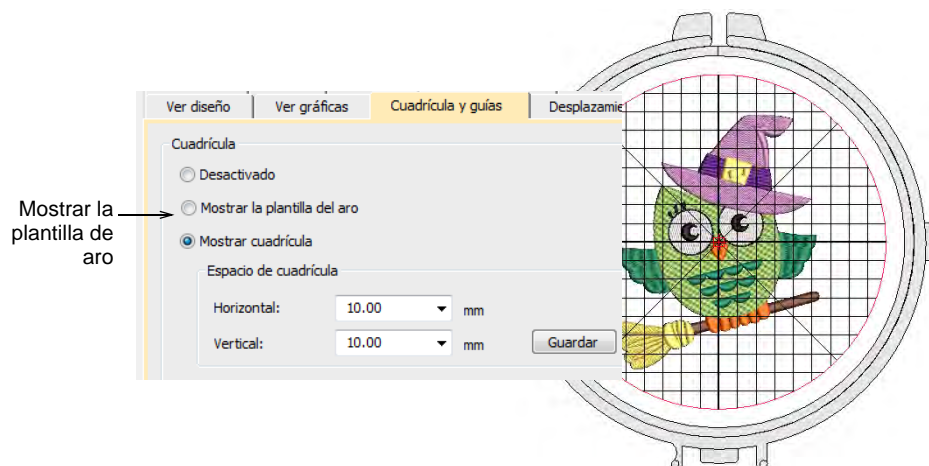 Ver diseño Ver gráficas Cuadrícula y guías
Cuadrícula
Desactivado
Mostrar la plantilla del aro
Mostrar cuadrícula
Espacio de cuadrícula
Horizontal: 10.00 mm
Vertical: 10.00 mm Guardar
Mostrar la
plantilla de
aro